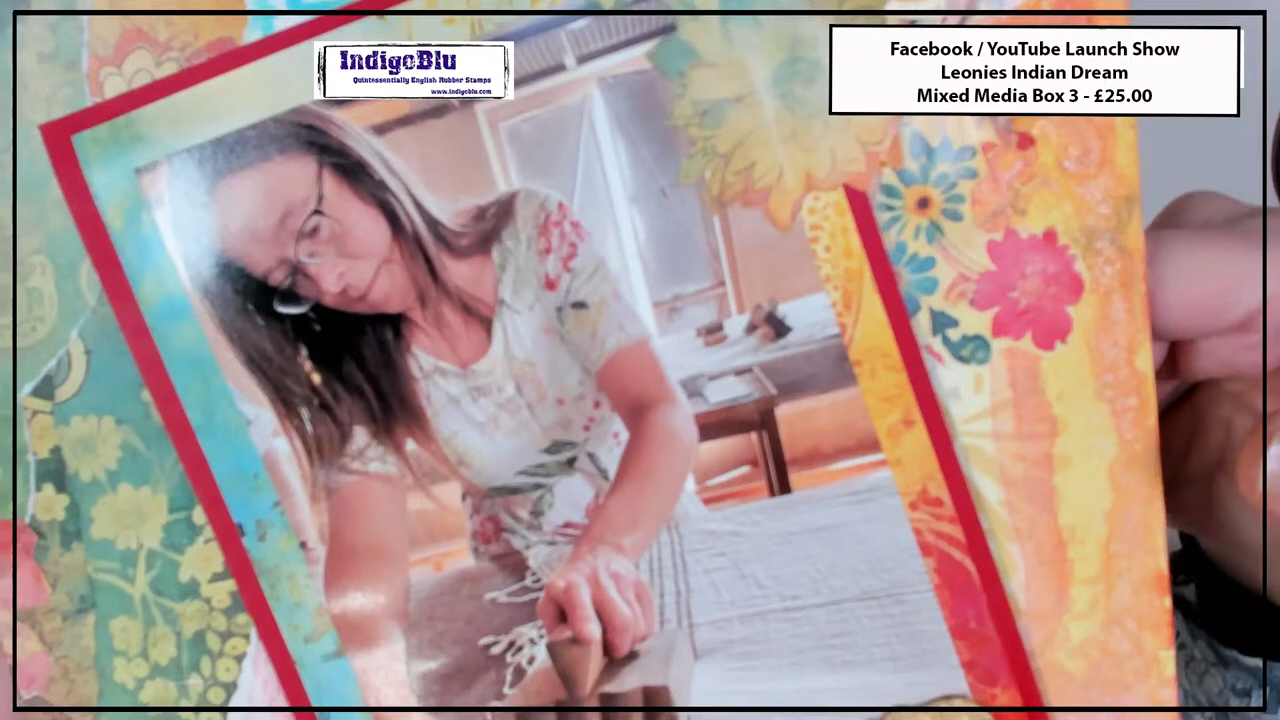 IndigoBlu
Quintessentially English Rubber Stamps
www.indigoblu.com
Facebook / YouTube Launch Show
Leonies Indian Dream
Mixed Media Box 3 - £25.00